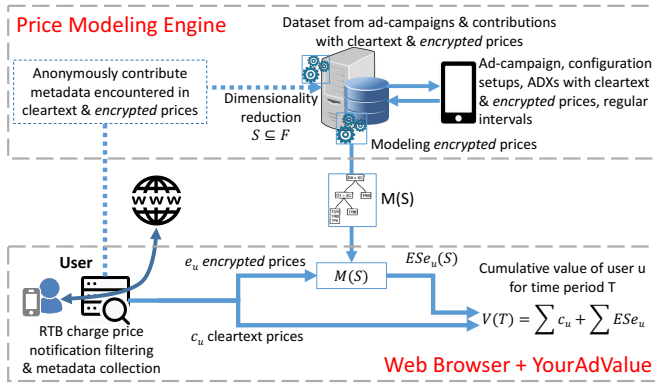 Price Modeling Engine
Dataset from ad-campaigns & contributions
with cleartext & encrypted prices
Anonymously contribute
metadata encountered in
cleartext & encrypted prices
Dimensionality
reduction
S ⊆ F
Ad-campaign, configuration
setups, ADXs with cleartext
& encrypted prices, regular
intervals
Modeling encrypted prices
M(S)
WWW
User
RTB charge price
notification filtering
& metadata collection
e_u encrypted prices
M(S)
ESe_u(S)
c_u cleartext prices
Cumulative value of user u
for time period T
V(T) = ∑ c_u + ∑ ESe_u
Web Browser + YourAdValue